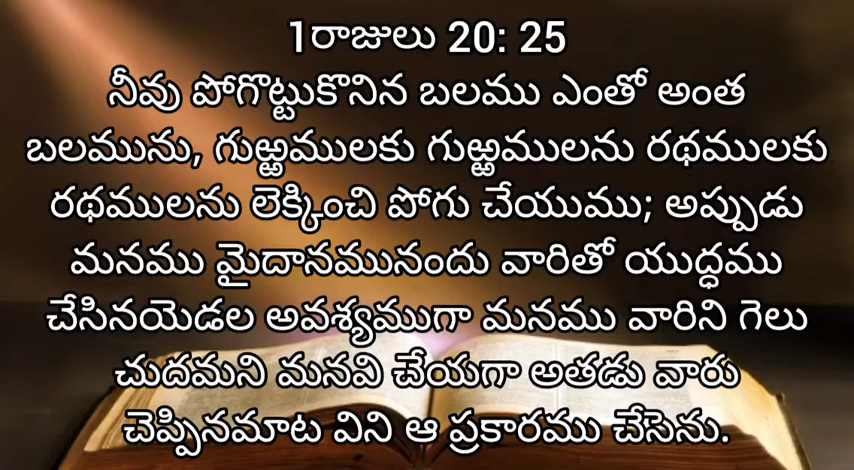 1రాజులు 20: 25
నీవు పోగొట్టుకొనిన బలము ఎంతో అంత
బలమును, గుఱ్ఱములకు గుఱ్ఱములను రథములకు
రథములను లెక్కించి పోగు చేయుము; అప్పుడు
మనము మైదానమునందు వారితో యుద్ధము
చేసినయెడల అవశ్యముగా మనము వారిని గెలు
చుదమని మనవి చేయగా అతడు వారు
చెప్పినమాట విని ఆ ప్రకారము చేసెను.